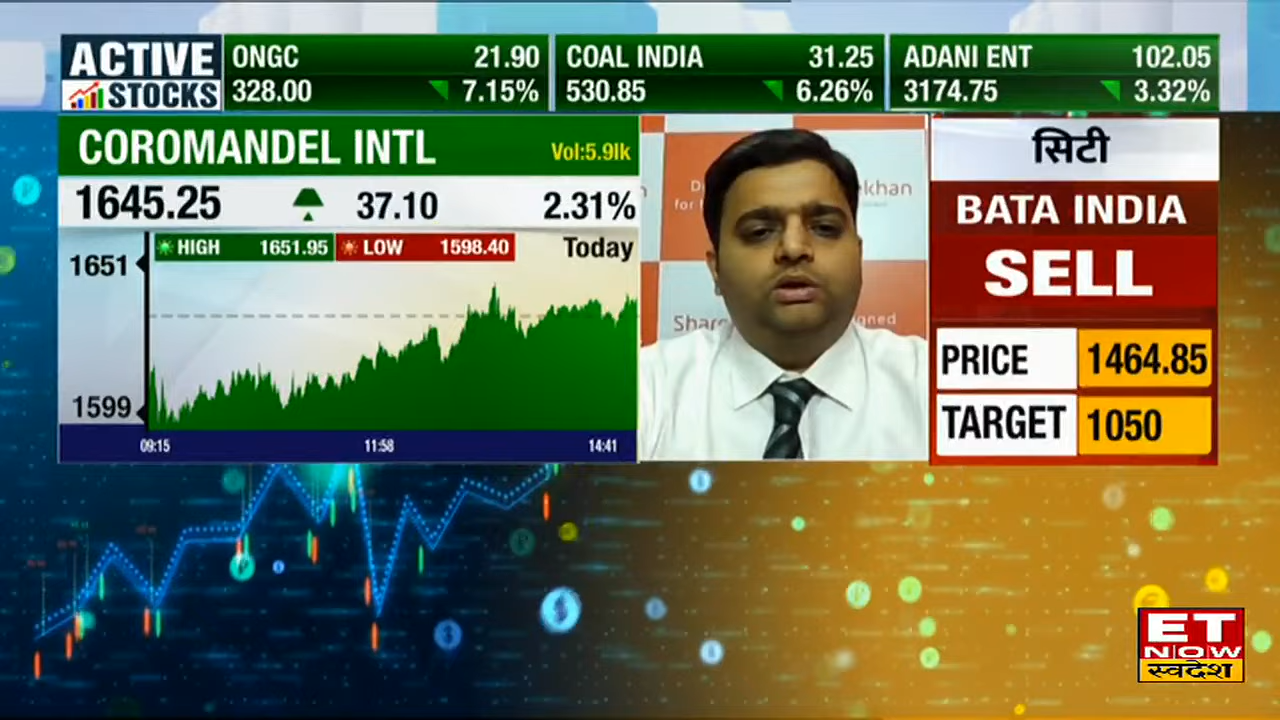 ACTIVE
STOCKS
ONGC 21.90
328.00 7.15%
COAL INDIA 31.25
530.85 6.26%
ADANI ENT 102.05
3174.75 3.32%
COROMANDEL INTL Vol:5.9lk
1645.25 37.10 2.31%
HIGH 1651.95 LOW 1598.40 Today
1651
1599
09:15 11:58 14:41
सिटी
BATA INDIA
SELL
PRICE 1464.85
TARGET 1050
ET
NOW
स्वदेश